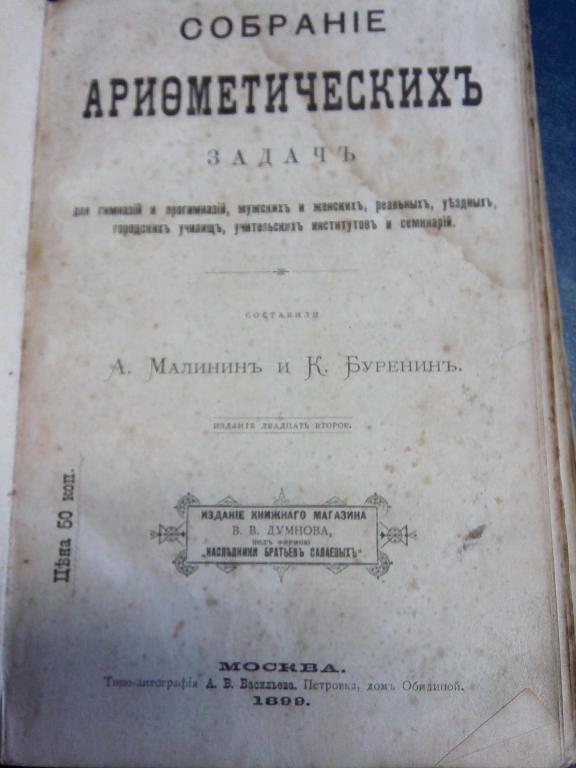 СОБРАНІЕ
АРИѲМЕТИЧЕСКИХЪ
ЗАДАЧЪ
для гимназій и прогимназій, мужскихъ и женскихъ, реальныхъ, уѣздныхъ,
городскихъ училищъ, учительскихъ институтовъ и семинарій.
СОСТАВИЛИ
А. МАЛИНИНЪ И К. БУРЕНИНЪ.
ИЗДАНІЕ ДВАДЦАТЬ ВТОРОЕ.
Цѣна 50 коп.
ИЗДАНІЕ КНИЖНАГО МАГАЗИНА
В. В. ДУМНОВА,
ПОДЪ ФИРМОЮ
„НАСЛѢДНИКИ БРАТЬЕВЪ САЛАЕВЫХЪ“
МОСКВА.
Типо-литографія А. В. Васильева, Петровка, домъ Обидиной.
1899.